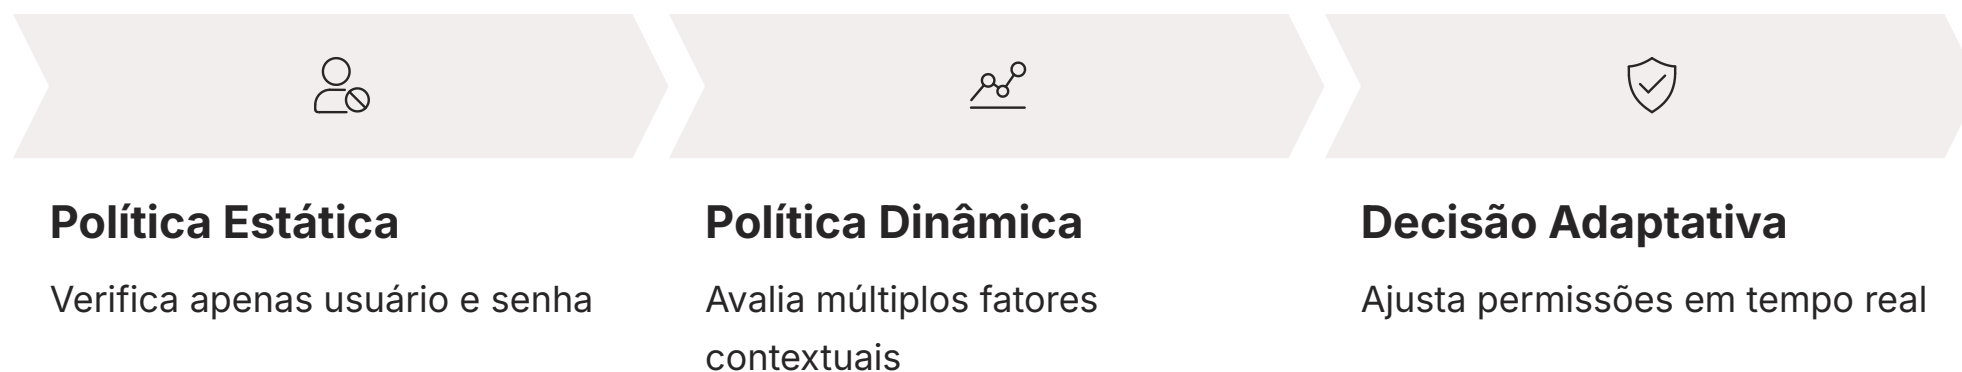 Política Estática
Verifica apenas usuário e senha
Política Dinâmica
Avalia múltiplos fatores
contextuais
Decisão Adaptativa
Ajusta permissões em tempo real